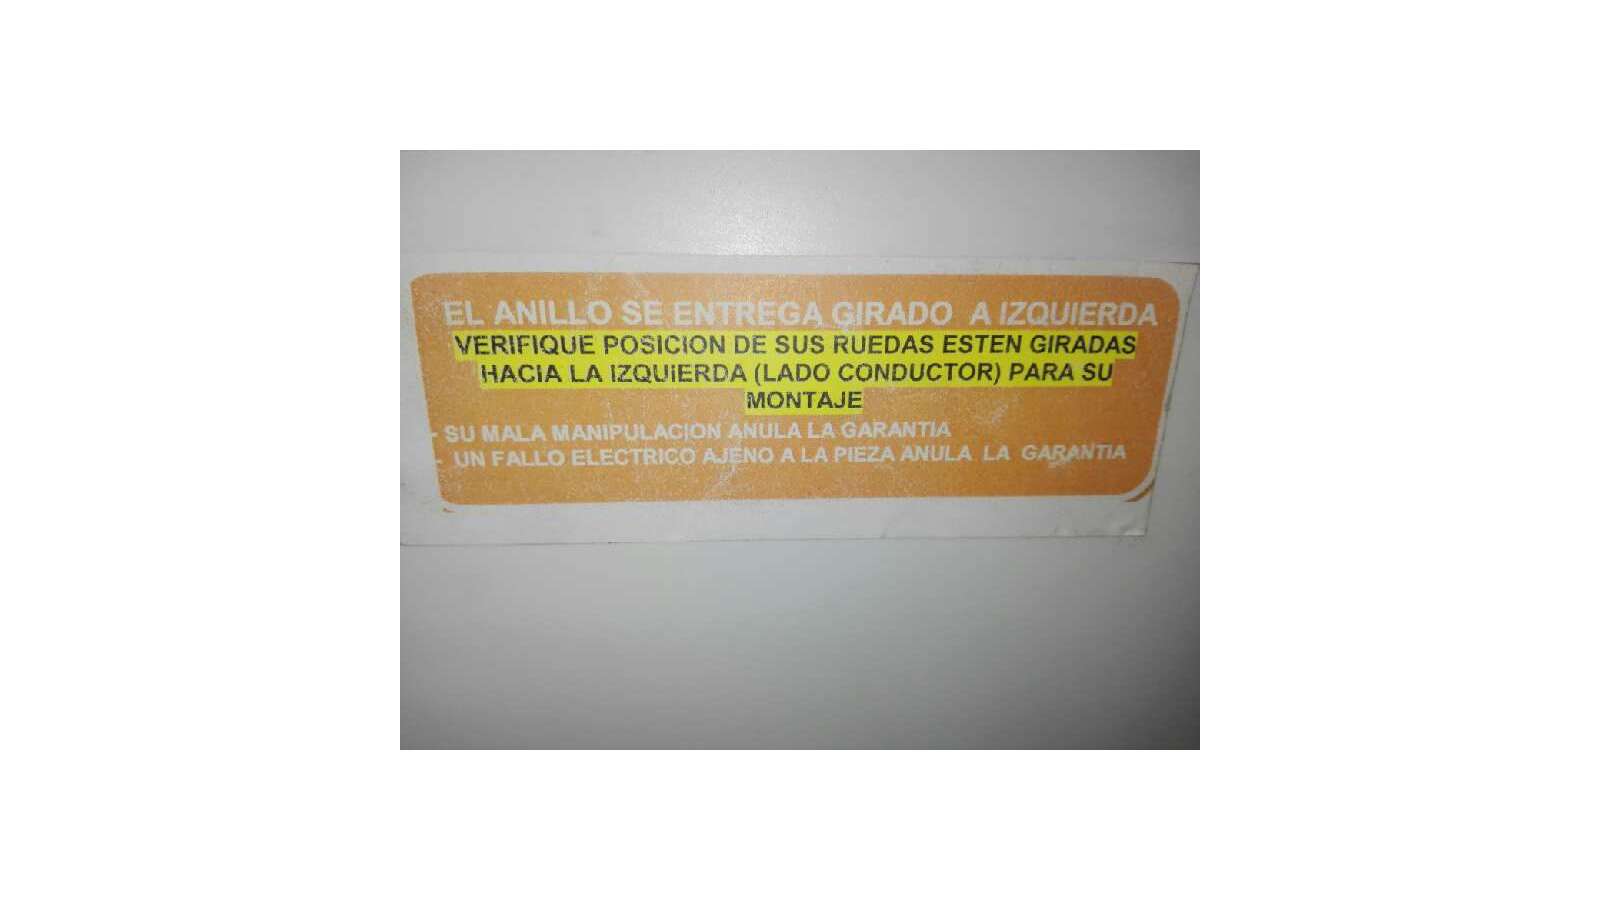 EL ANILLO SE ENTREGA GIRADO A IZQUIERDA
VERIFIQUE POSICION DE SUS RUEDAS ESTEN GIRADAS
HACIA LA IZQUIERDA (LADO CONDUCTOR) PARA SU
MONTAJE
- SU MALA MANIPULACION ANULA LA GARANTIA
- UN FALLO ELECTRICO AJENO A LA PIEZA ANULA LA GARANTIA